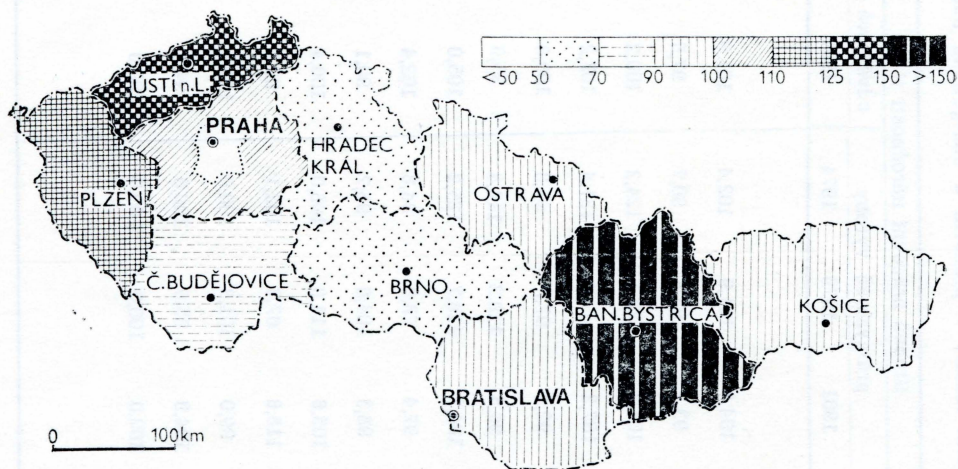 <50 50 70 90 100 110 125 150 >150
ÚSTÍ n.L.
PRAHA
HRADEC
KRÁL.
PLZEŇ
OSTRAVA
Č. BUDĚJOVICE
BRNO
BAN. BYSTRICA
KOŠICE
BRATISLAVA
0 100km